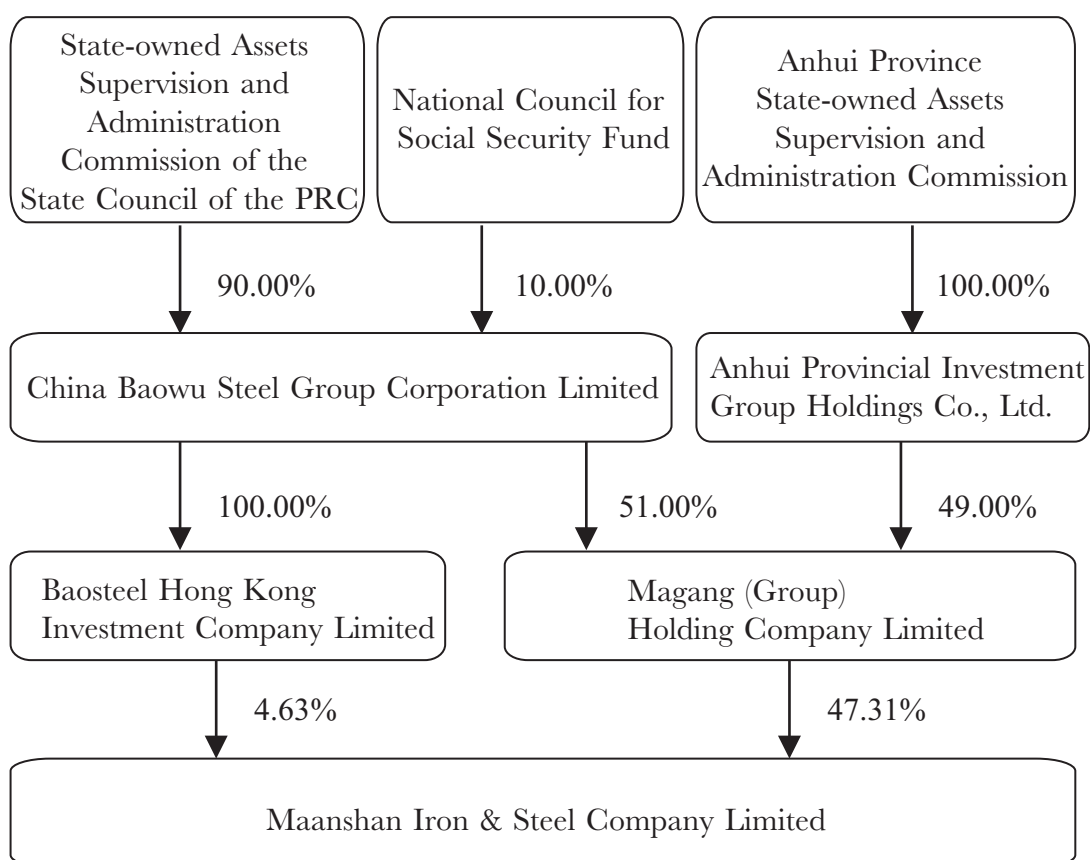 State-owned Assets
Supervision and
Administration
Commission of the
State Council of the PRC
National Council for
Social Security Fund
Anhui Province
State-owned Assets
Supervision and
Administration Commission
90.00%
10.00%
100.00%
China Baowu Steel Group Corporation Limited
Anhui Provincial Investment
Group Holdings Co., Ltd.
100.00%
51.00%
49.00%
Baosteel Hong Kong
Investment Company Limited
Magang (Group)
Holding Company Limited
4.63%
47.31%
Maanshan Iron & Steel Company Limited